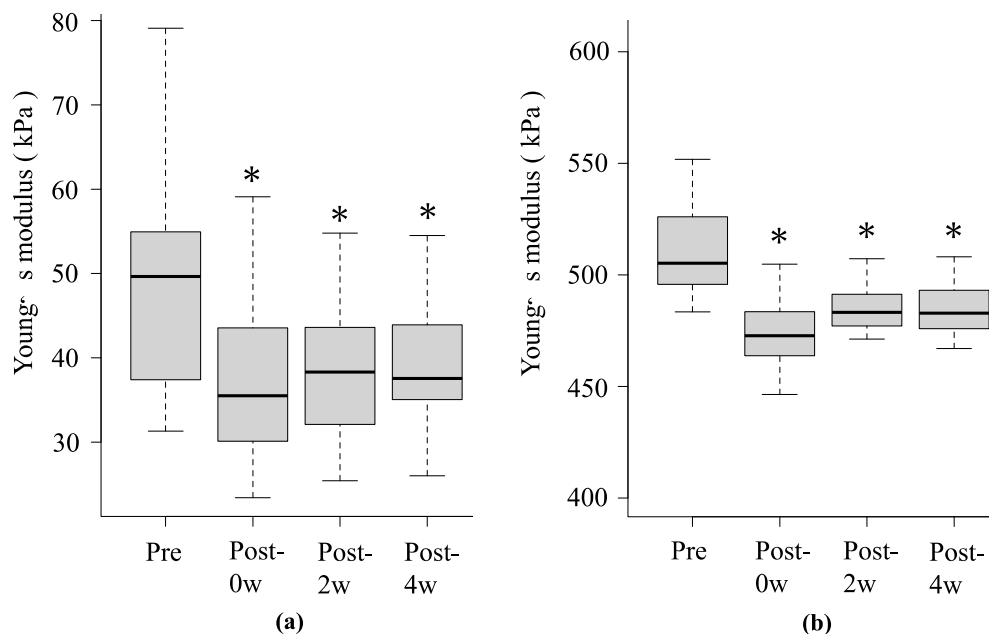 Young's modulus ( kPa )
80
70
60
50
40
30
*
*
*
Pre
Post-
0w
Post-
2w
Post-
4w
(a)
Young's modulus ( kPa )
600
550
500
450
400
*
*
*
Pre
Post-
0w
Post-
2w
Post-
4w
(b)